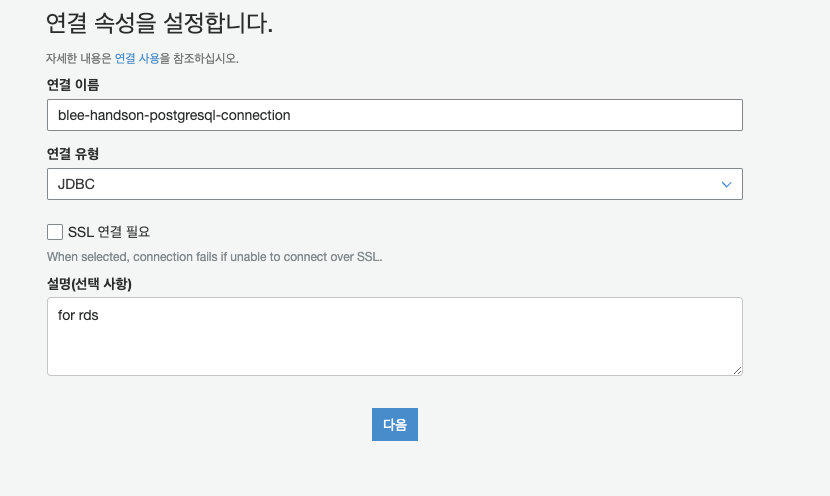 연결 속성을 설정합니다.
자세한 내용은 연결 사용을 참조하십시오.
연결 이름
blee-handson-postgresql-connection
연결 유형
JDBC
SSL 연결 필요
When selected, connection fails if unable to connect over SSL.
설명(선택 사항)
for rds
다음